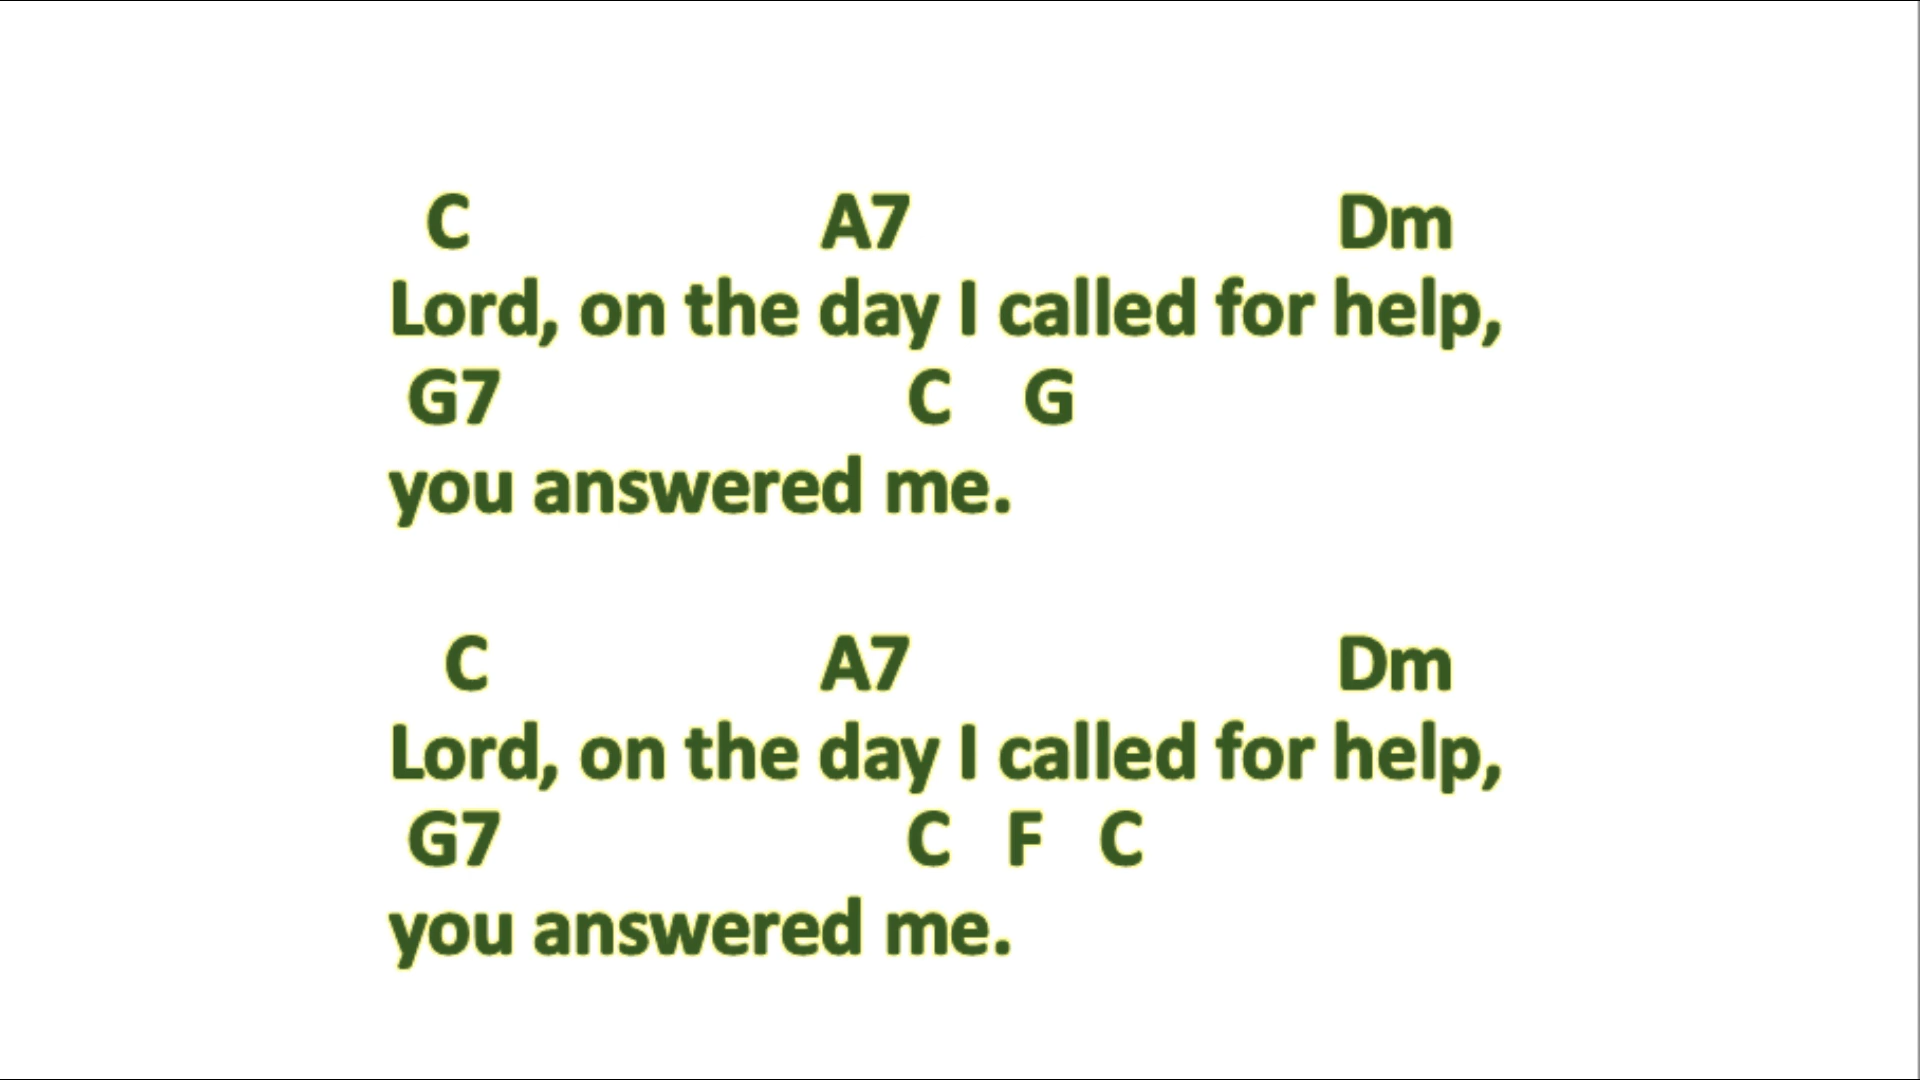 C A7 Dm
Lord, on the day I called for help,
G7 C G
you answered me.
C A7 Dm
Lord, on the day I called for help,
G7 C F C
you answered me.